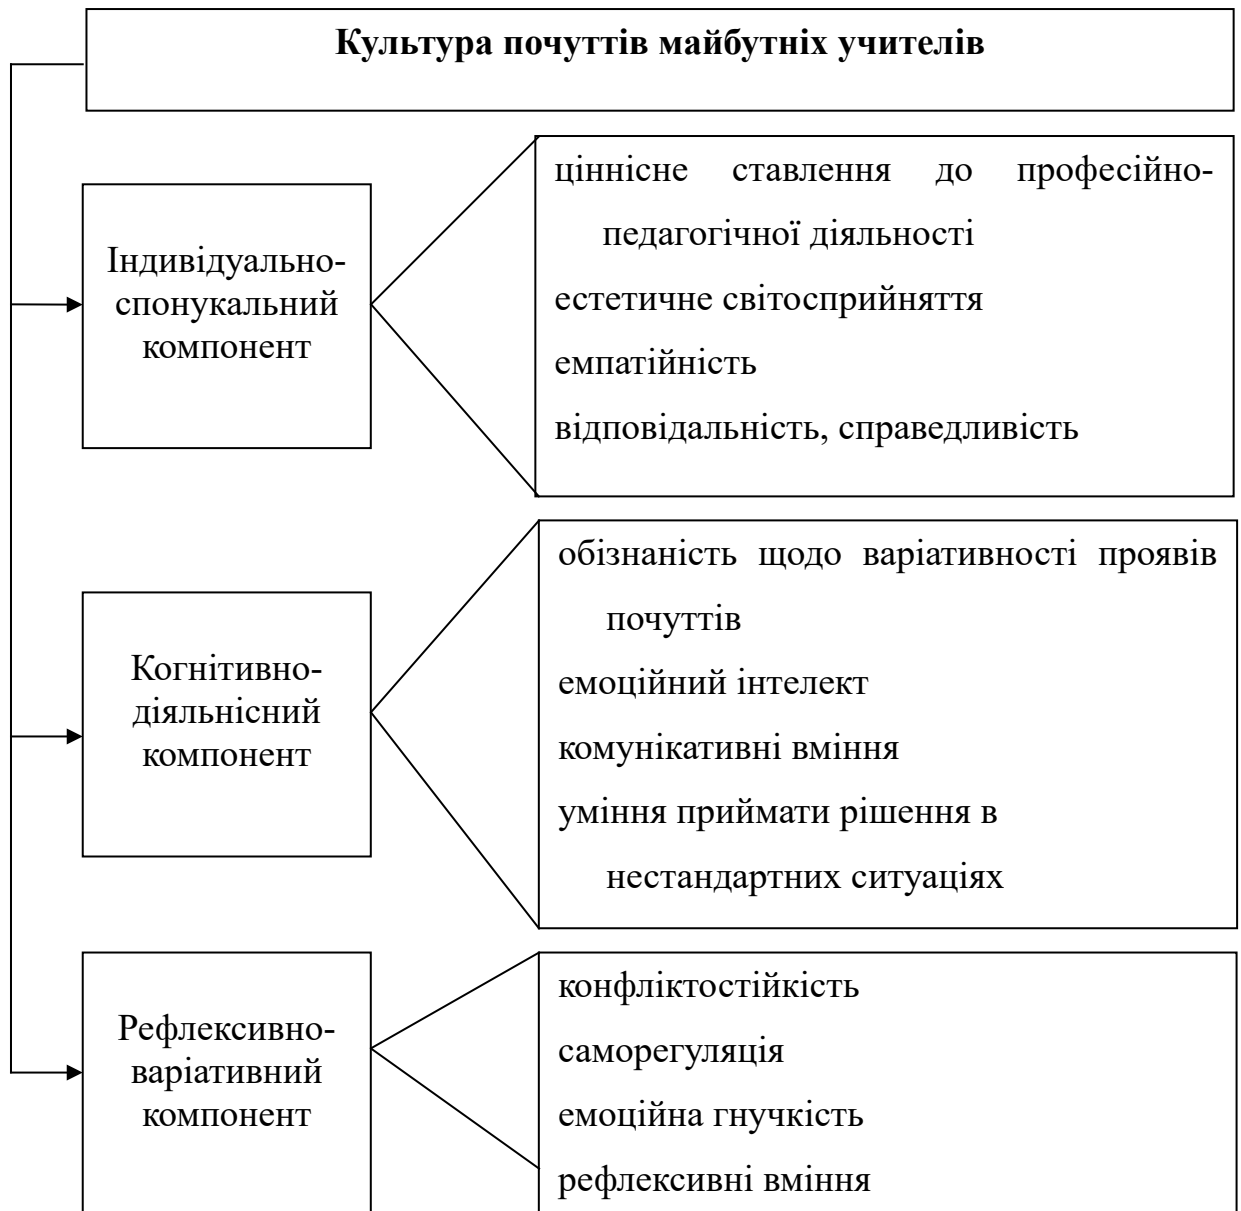 Культура почуттів майбутніх учителів
Індивідуально-
спонукальний
компонент
ціннісне ставлення до професійно-
педагогічної діяльності
естетичне світосприйняття
емпатійність
відповідальність, справедливість
Когнітивно-
діяльнісний
компонент
обізнаність щодо варіативності проявів
почуттів
емоційний інтелект
комунікативні вміння
уміння приймати рішення в
нестандартних ситуаціях
Рефлексивно-
варіативний
компонент
конфліктостійкість
саморегуляція
емоційна гнучкість
рефлексивні вміння